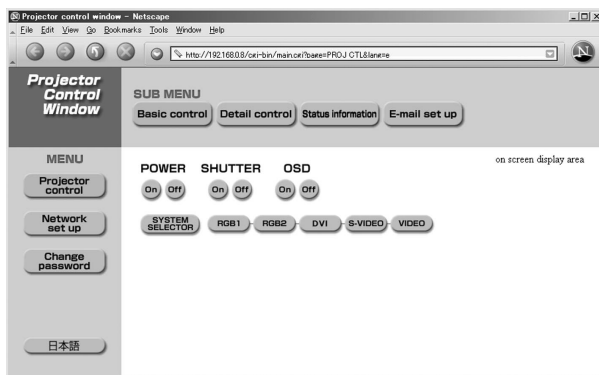 Projector control window - Netscape
File Edit View Go Bookmarks Tools Window Help
http://192.168.0.8/cgi-bin/main.cgi?page=PROJ CTL&lang=e
Projector
Control
Window
SUB MENU
Basic control Detail control Status information E-mail set up
MENU
Projector
control
Network
set up
Change
password
日本語
POWER SHUTTER OSD
On Off On Off On Off
SYSTEM
SELECTOR
RGB1 RGB2 DVI S-VIDEO VIDEO
on screen display area